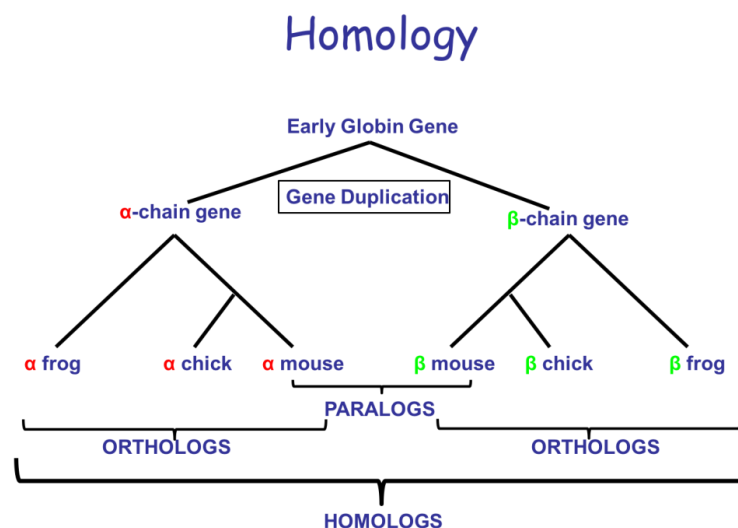 Homology
Early Globin Gene
Gene Duplication
α-chain gene
β-chain gene
α frog
α chick
α mouse
β mouse
β chick
β frog
PARALOGS
ORTHOLOGS
ORTHOLOGS
HOMOLOGS